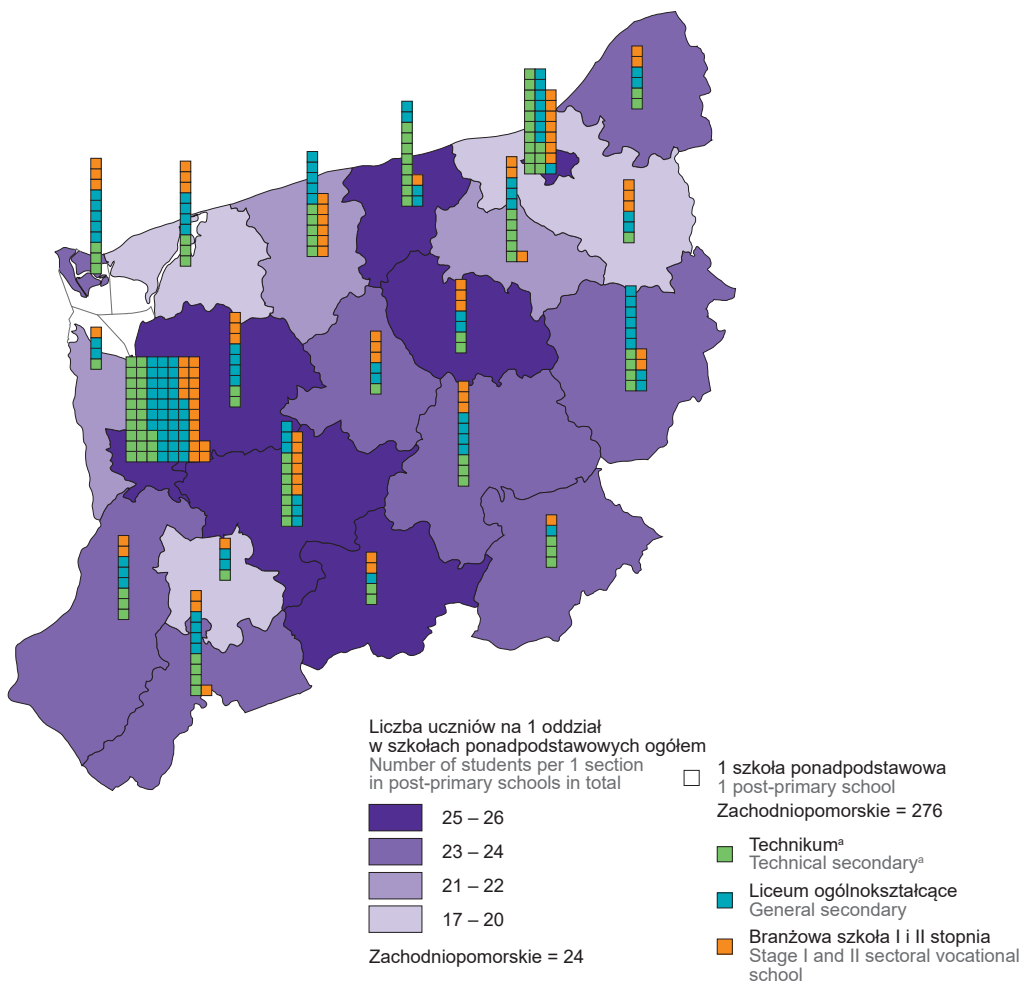 Liczba uczniów na 1 oddział
w szkołach ponadpodstawowych ogółem
Number of students per 1 section
in post-primary schools in total
25 – 26
23 – 24
21 – 22
17 – 20
Zachodniopomorskie = 24
1 szkoła ponadpodstawowa
1 post-primary school
Zachodniopomorskie = 276
Technikumᵃ
Technical secondaryᵃ
Liceum ogólnokształcące
General secondary
Branżowa szkoła I i II stopnia
Stage I and II sectoral vocational
school